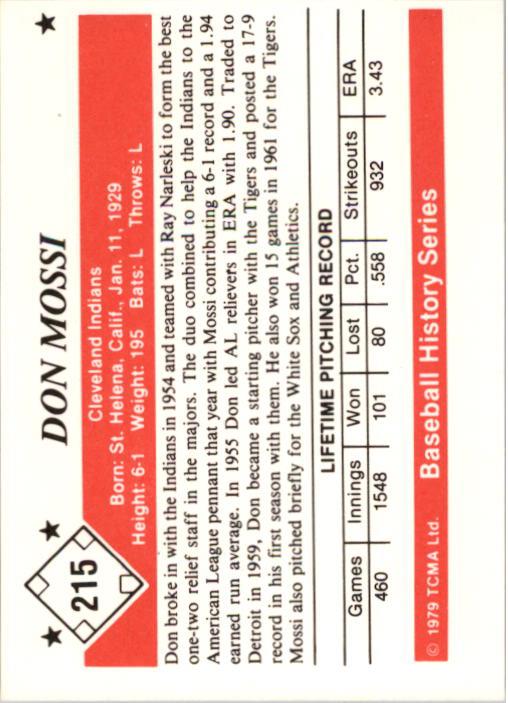 215
DON MOSSI
Cleveland Indians
Born: St. Helena, Calif., Jan. 11, 1929
Height: 6-1 Weight: 195 Bats: L Throws: L
Don broke in with the Indians in 1954 and teamed with Ray Narleski to form the best
one-two relief staff in the majors. The duo combined to help the Indians to the
American League pennant that year with Mossi contributing a 6-1 record and a 1.94
earned run average. In 1955 Don led AL relievers in ERA with 1.90. Traded to
Detroit in 1959, Don became a starting pitcher with the Tigers and posted a 17-9
record in his first season with them. He also won 15 games in 1961 for the Tigers.
Mossi also pitched briefly for the White Sox and Athletics.
LIFETIME PITCHING RECORD
Games Innings Won Lost Pct. Strikeouts ERA
460 1548 101 80 .558 932 3.43
© 1979 TCMA Ltd. Baseball History Series